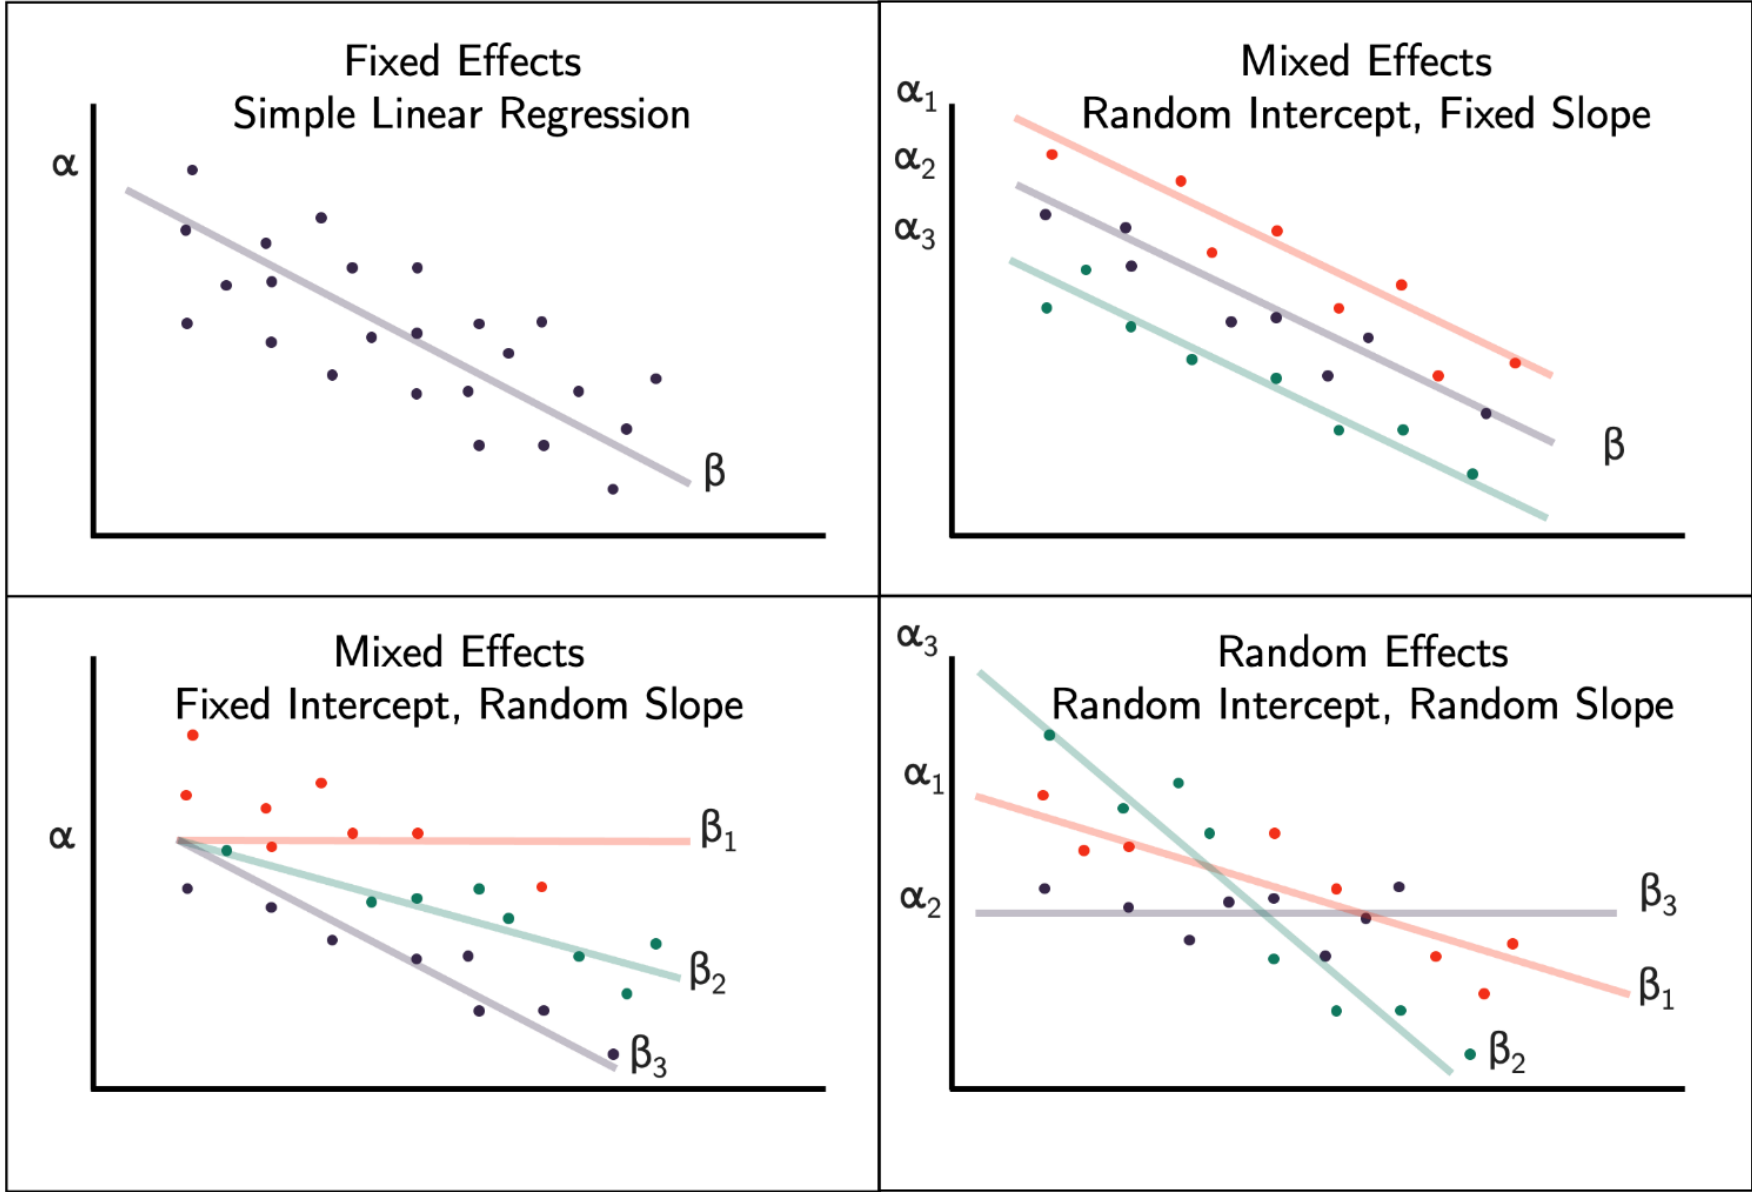 Fixed Effects
Simple Linear Regression
α
β
Mixed Effects
Random Intercept, Fixed Slope
α₁
α₂
α₃
β
Mixed Effects
Fixed Intercept, Random Slope
α
β₁
β₂
β₃
Random Effects
Random Intercept, Random Slope
α₃
α₁
α₂
β₃
β₁
β₂